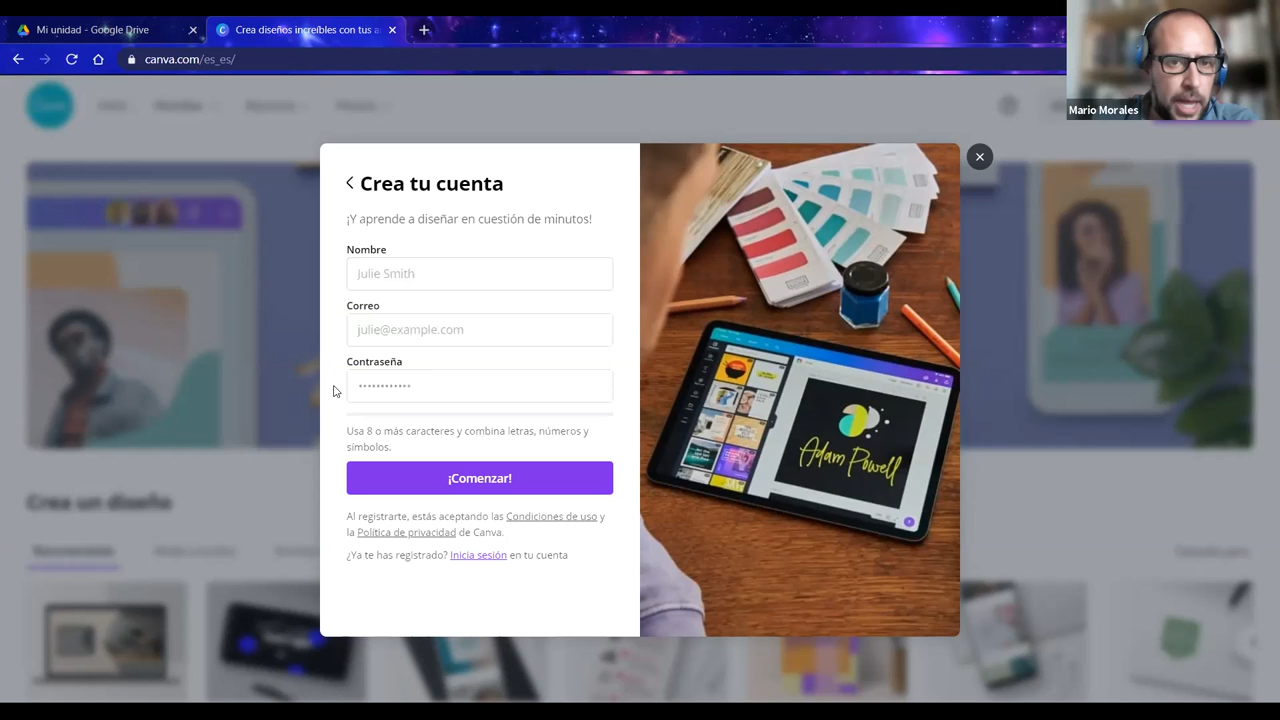 Mi unidad - Google Drive
Crea diseños increíbles con tus a
canva.com/es_es/
Mario Morales
Crea tu cuenta
¡Y aprende a diseñar en cuestión de minutos!
Nombre
Julie Smith
Correo
julie@example.com
Contraseña
Usa 8 o más caracteres y combina letras, números y
símbolos.
¡Comenzar!
Al registrarte, estás aceptando las Condiciones de uso y
la Política de privacidad de Canva.
¿Ya te has registrado? Inicia sesión en tu cuenta
Adam Powell
Crea un diseño